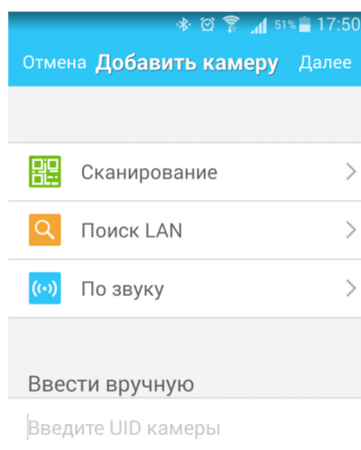 51% 17:50
Отмена Добавить камеру Далее
Сканирование
Поиск LAN
По звуку
Ввести вручную
Введите UID камеры